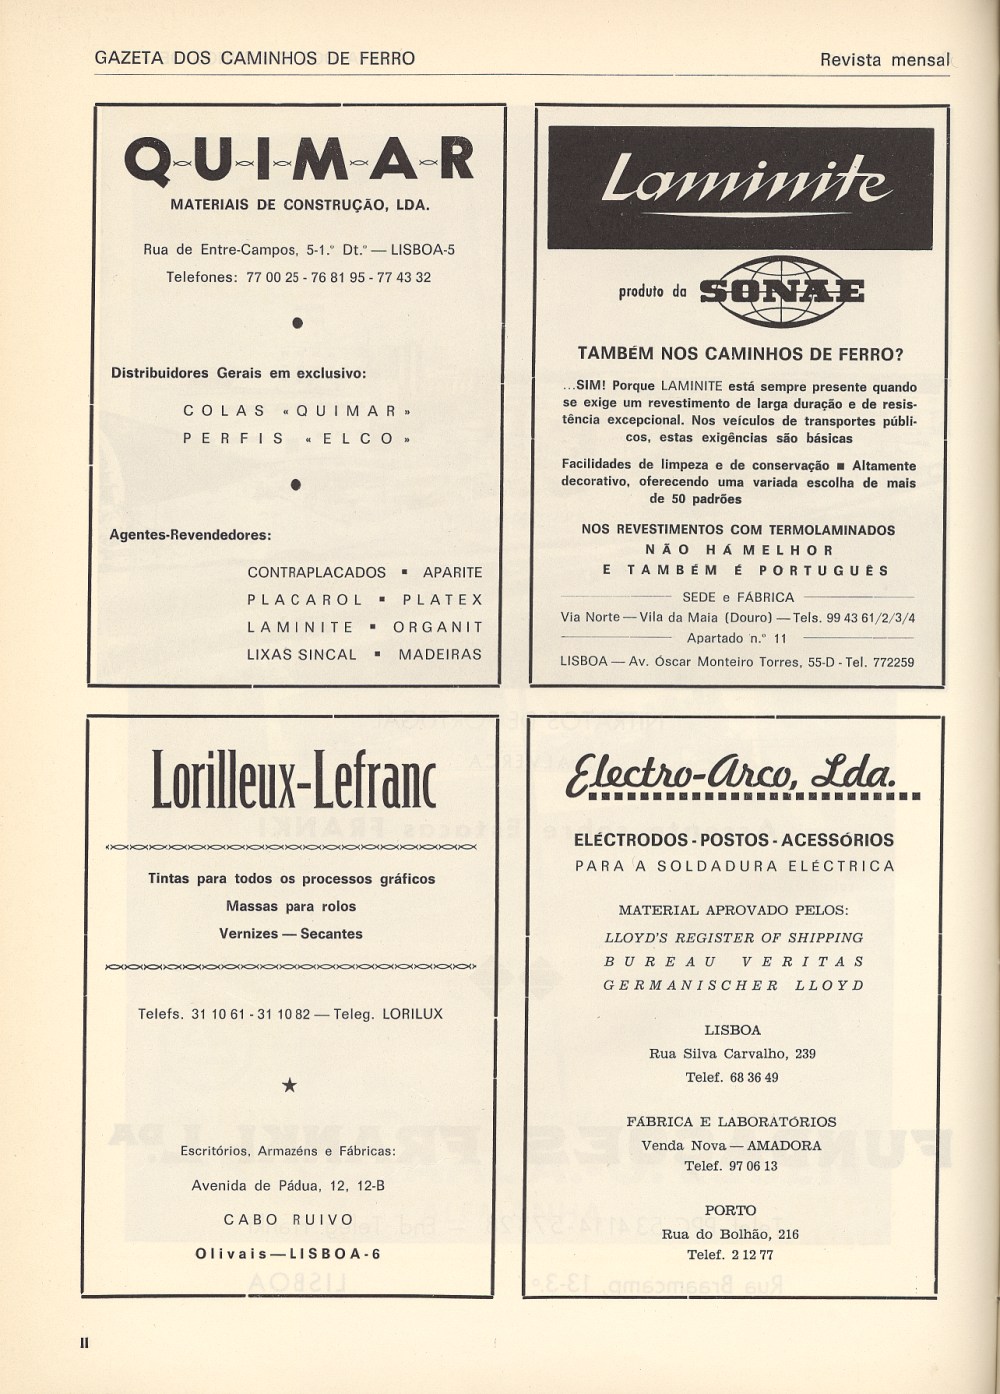 GAZETA DOS CAMINHOS DE FERRO
Revista mensal
Q-U-I-M-A-R
MATERIAIS DE CONSTRUÇÃO, LDA.
Rua de Entre-Campos, 5-1.º Dt.º — LISBOA-5
Telefones: 77 00 25 - 76 81 95 - 77 43 32
●
Distribuidores Gerais em exclusivo:
COLAS «QUIMAR»
PERFIS «ELCO»
●
Agentes-Revendedores:
CONTRAPLACADOS ▪ APARITE
PLACAROL ▪ PLATEX
LAMINITE ▪ ORGANIT
LIXAS SINCAL ▪ MADEIRAS
Laminite
produto da SONAE
TAMBÉM NOS CAMINHOS DE FERRO?
...SIM! Porque LAMINITE está sempre presente quando
se exige um revestimento de larga duração e de resis-
tência excepcional. Nos veículos de transportes públi-
cos, estas exigências são básicas
Facilidades de limpeza e de conservação ▪ Altamente
decorativo, oferecendo uma variada escolha de mais
de 50 padrões
NOS REVESTIMENTOS COM TERMOLAMINADOS
NÃO HÁ MELHOR
E TAMBÉM É PORTUGUÊS
SEDE e FÁBRICA
Via Norte — Vila da Maia (Douro) — Tels. 99 43 61/2/3/4
Apartado n.º 11
LISBOA — Av. Óscar Monteiro Torres, 55-D - Tel. 772259
Lorilleux-Lefranc
Tintas para todos os processos gráficos
Massas para rolos
Vernizes — Secantes
Telefs. 31 10 61 - 31 10 82 — Teleg. LORILUX
★
Escritórios, Armazéns e Fábricas:
Avenida de Pádua, 12, 12-B
CABO RUIVO
Olivais — LISBOA-6
Electro-Arco, Lda.
ELÉCTRODOS - POSTOS - ACESSÓRIOS
PARA A SOLDADURA ELÉCTRICA
MATERIAL APROVADO PELOS:
LLOYD'S REGISTER OF SHIPPING
BUREAU VERITAS
GERMANISCHER LLOYD
LISBOA
Rua Silva Carvalho, 239
Telef. 68 36 49
FÁBRICA E LABORATÓRIOS
Venda Nova — AMADORA
Telef. 97 06 13
PORTO
Rua do Bolhão, 216
Telef. 2 12 77
II